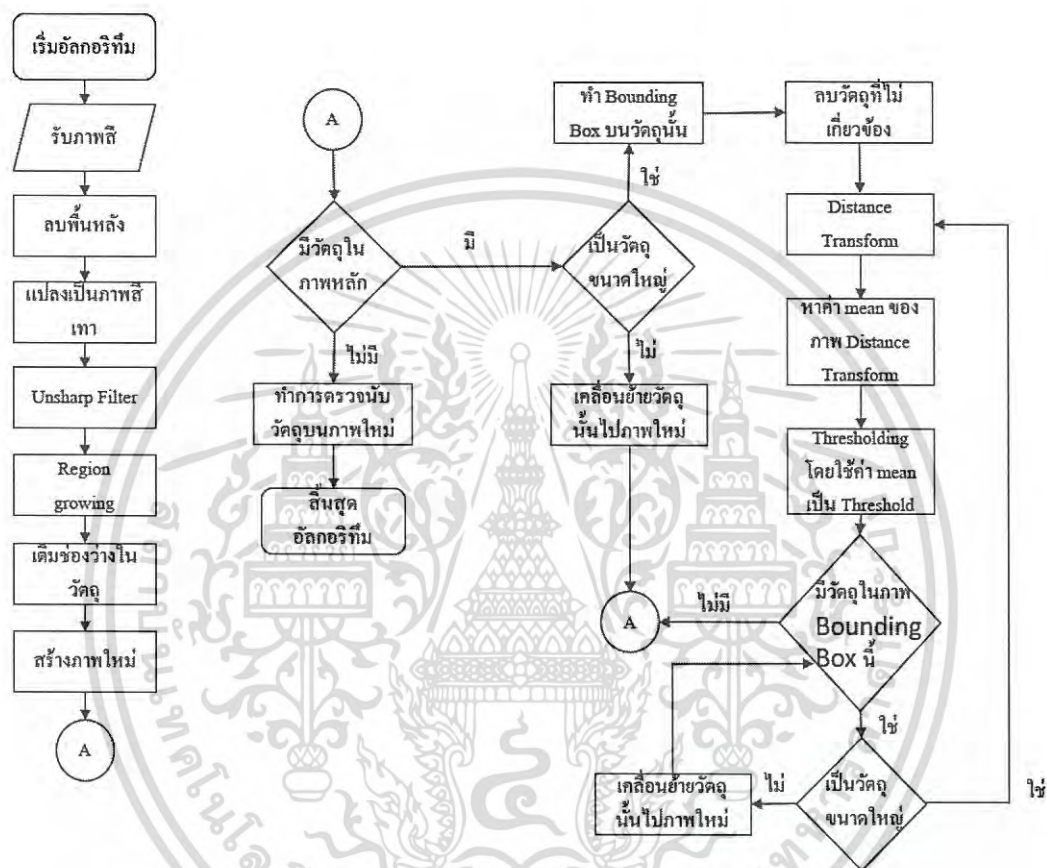 เริ่มอัลกอริทึม
รับภาพสี
ลบพื้นหลัง
แปลงเป็นภาพสี
เทา
Unsharp Filter
Region
growing
เติมช่องว่างใน
วัตถุ
สร้างภาพใหม่
A
A
มีวัตถุใน
ภาพหลัก
มี
ไม่มี
ทำการตรวจนับ
วัตถุบนภาพใหม่
สิ้นสุด
อัลกอริทึม
ทำ Bounding
Box บนวัตถุนั้น
ใช่
เป็นวัตถุ
ขนาดใหญ่
ไม่
เคลื่อนย้ายวัตถุ
นั้นไปภาพใหม่
A
ลบวัตถุที่ไม่
เกี่ยวข้อง
Distance
Transform
หาค่า mean ของ
ภาพ Distance
Transform
Thresholding
โดยใช้ค่า mean
เป็น Threshold
ไม่มี
มีวัตถุในภาพ
Bounding
Box นี้
ใช่
เป็นวัตถุ
ขนาดใหญ่
ไม่
ใช่
เคลื่อนย้ายวัตถุ
นั้นไปภาพใหม่